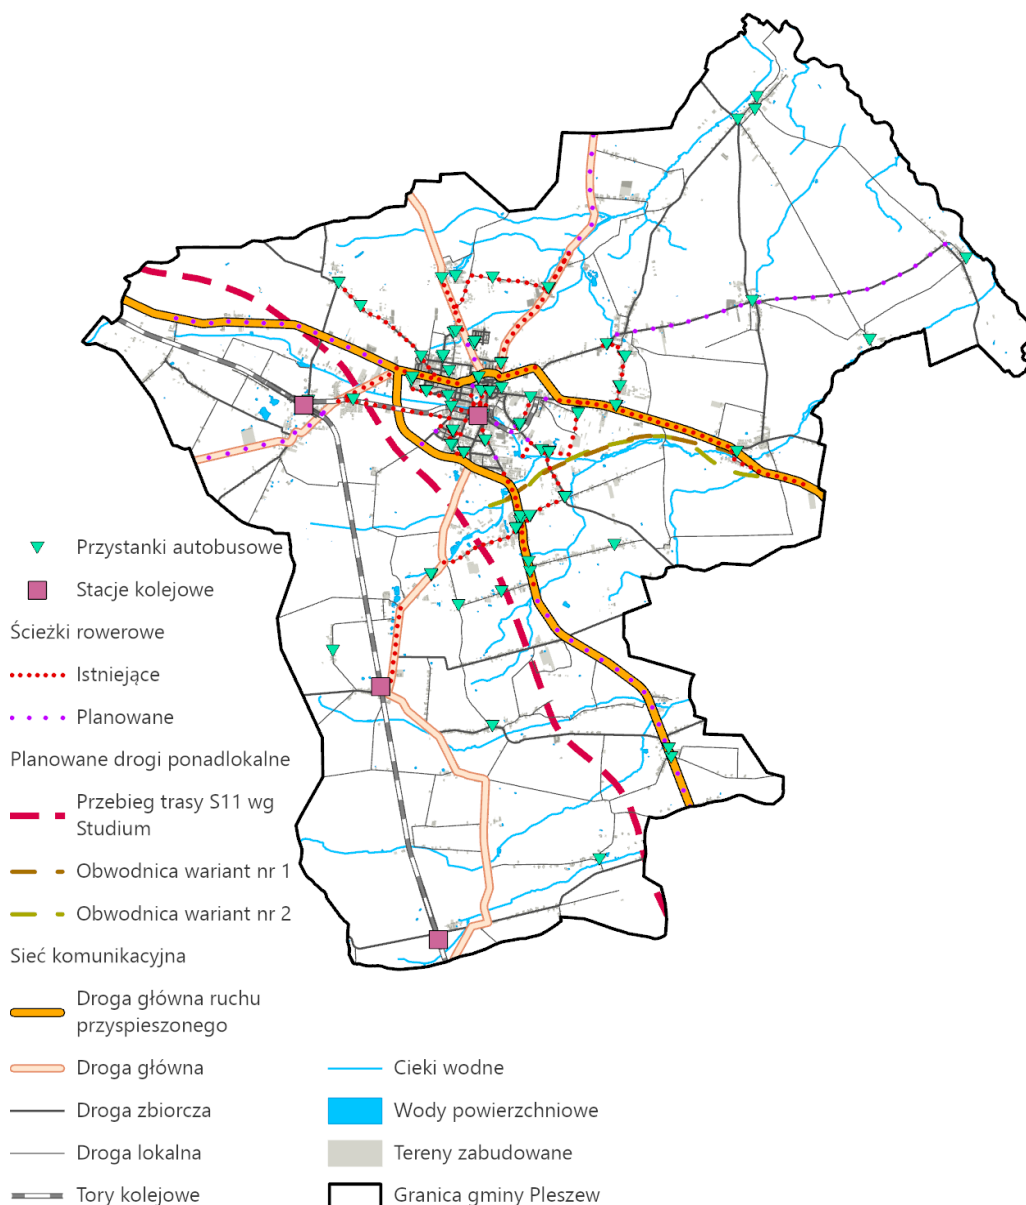 Przystanki autobusowe
Stacje kolejowe
Ścieżki rowerowe
Istniejące
Planowane
Planowane drogi ponadlokalne
Przebieg trasy S11 wg
Studium
Obwodnica wariant nr 1
Obwodnica wariant nr 2
Sieć komunikacyjna
Droga główna ruchu
przyspieszonego
Droga główna
Droga zbiorcza
Droga lokalna
Tory kolejowe
Cieki wodne
Wody powierzchniowe
Tereny zabudowane
Granica gminy Pleszew